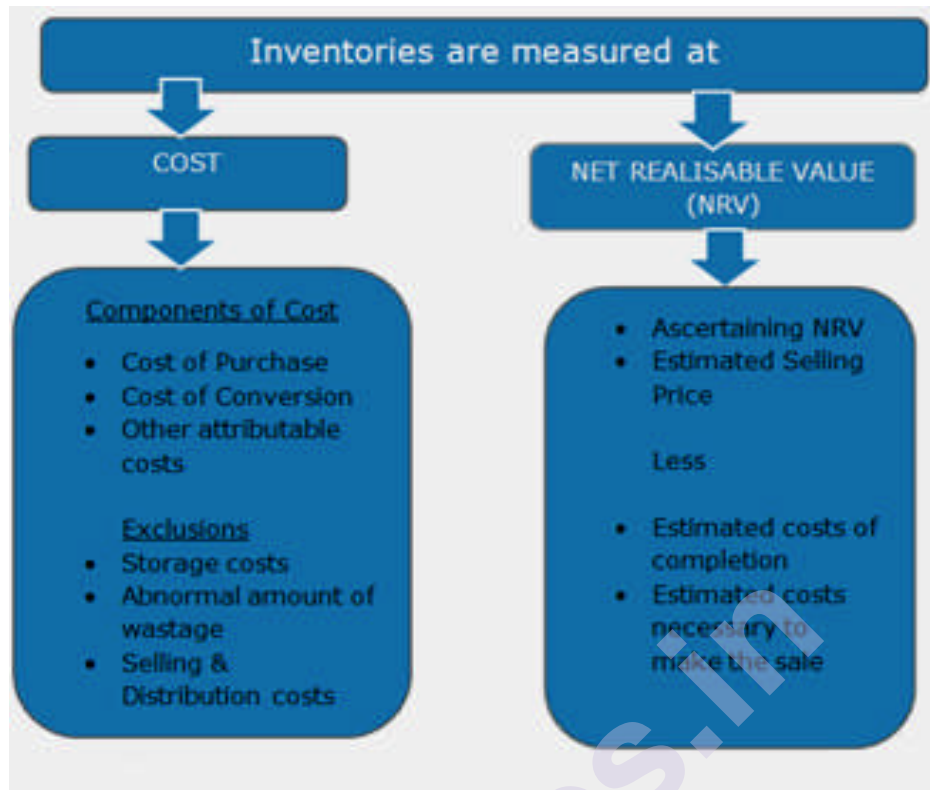 Inventories are measured at
COST
NET REALISABLE VALUE
(NRV)
Components of Cost
• Cost of Purchase
• Cost of Conversion
• Other attributable
costs
Exclusions
• Storage costs
• Abnormal amount of
wastage
• Selling &
Distribution costs
• Ascertaining NRV
• Estimated Selling
Price
Less
• Estimated costs of
completion
• Estimated costs
necessary to
make the sale
s.in